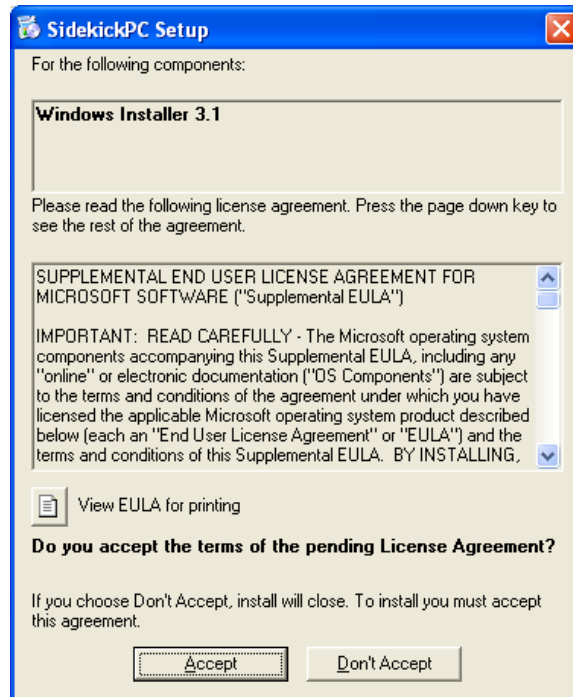 SidekickPC Setup
For the following components:
Windows Installer 3.1
Please read the following license agreement. Press the page down key to
see the rest of the agreement.
SUPPLEMENTAL END USER LICENSE AGREEMENT FOR
MICROSOFT SOFTWARE ("Supplemental EULA")
IMPORTANT:  READ CAREFULLY - The Microsoft operating system
components accompanying this Supplemental EULA, including any
"online" or electronic documentation ("OS Components") are subject
to the terms and conditions of the agreement under which you have
licensed the applicable Microsoft operating system product described
below (each an "End User License Agreement" or "EULA") and the
terms and conditions of this Supplemental EULA.  BY INSTALLING,
View EULA for printing
Do you accept the terms of the pending License Agreement?
If you choose Don't Accept, install will close. To install you must accept
this agreement.
Accept
Don't Accept